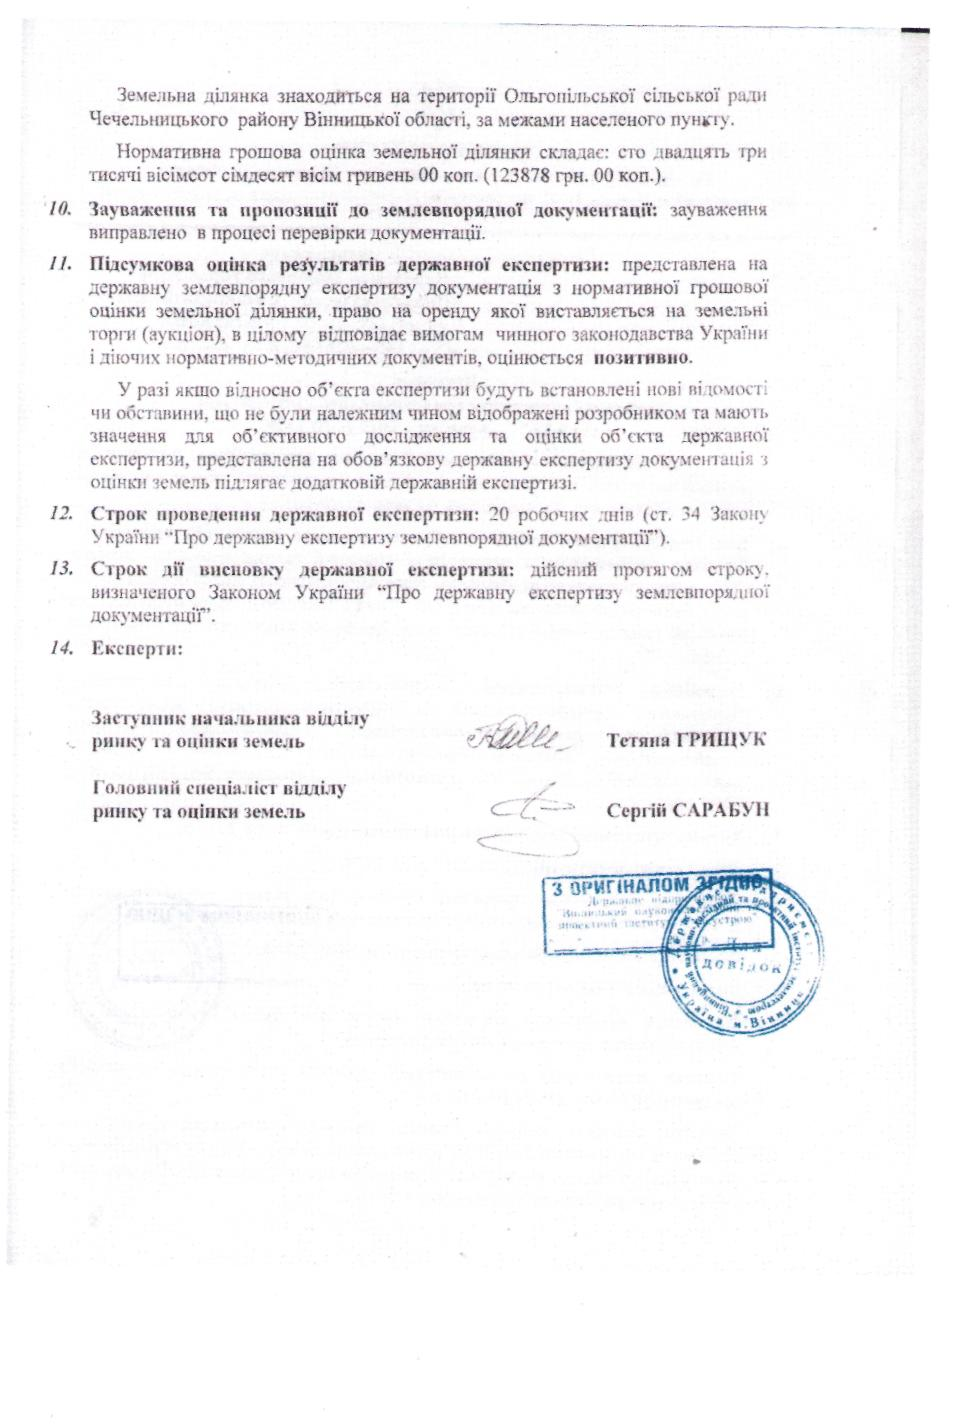 Земельна ділянка знаходиться на території Ольгопільської сільської ради
Чечельницького району Вінницької області, за межами населеного пункту.
Нормативна грошова оцінка земельної ділянки складає: сто двадцять три
тисячі вісімсот сімдесят вісім гривень 00 коп. (123878 грн. 00 коп.).
10. Зауваження та пропозиції до землевпорядної документації: зауваження
виправлено в процесі перевірки документації.
11. Підсумкова оцінка результатів державної експертизи: представлена на
державну землевпорядну експертизу документація з нормативної грошової
оцінки земельної ділянки, право на оренду якої виставляється на земельні
торги (аукціон), в цілому відповідає вимогам чинного законодавства України
і діючих нормативно-методичних документів, оцінюється позитивно.
У разі якщо відносно об’єкта експертизи будуть встановлені нові відомості
чи обставини, що не були належним чином відображені розробником та мають
значення для об’єктивного дослідження та оцінки об’єкта державної
експертизи, представлена на обов’язкову державну експертизу документація з
оцінки земель підлягає додатковій державній експертизі.
12. Строк проведення державної експертизи: 20 робочих днів (ст. 34 Закону
України “Про державну експертизу землевпорядної документації”).
13. Строк дії висновку державної експертизи: дійсний протягом строку,
визначеного Законом України “Про державну експертизу землевпорядної
документації”.
14. Експерти:
Заступник начальника відділу
ринку та оцінки земель Тетяна ГРИЩУК
Головний спеціаліст відділу
ринку та оцінки земель Сергій САРАБУН
З ОРИГІНАЛОМ ЗГІДНО
Державне
проектний
Для
довідок
Україна м.Вінниця